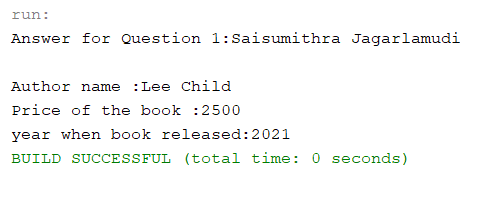 run:
Answer for Question 1:Saisumithra Jagarlamudi
Author name :Lee Child
Price of the book :2500
year when book released:2021
BUILD SUCCESSFUL (total time: 0 seconds)